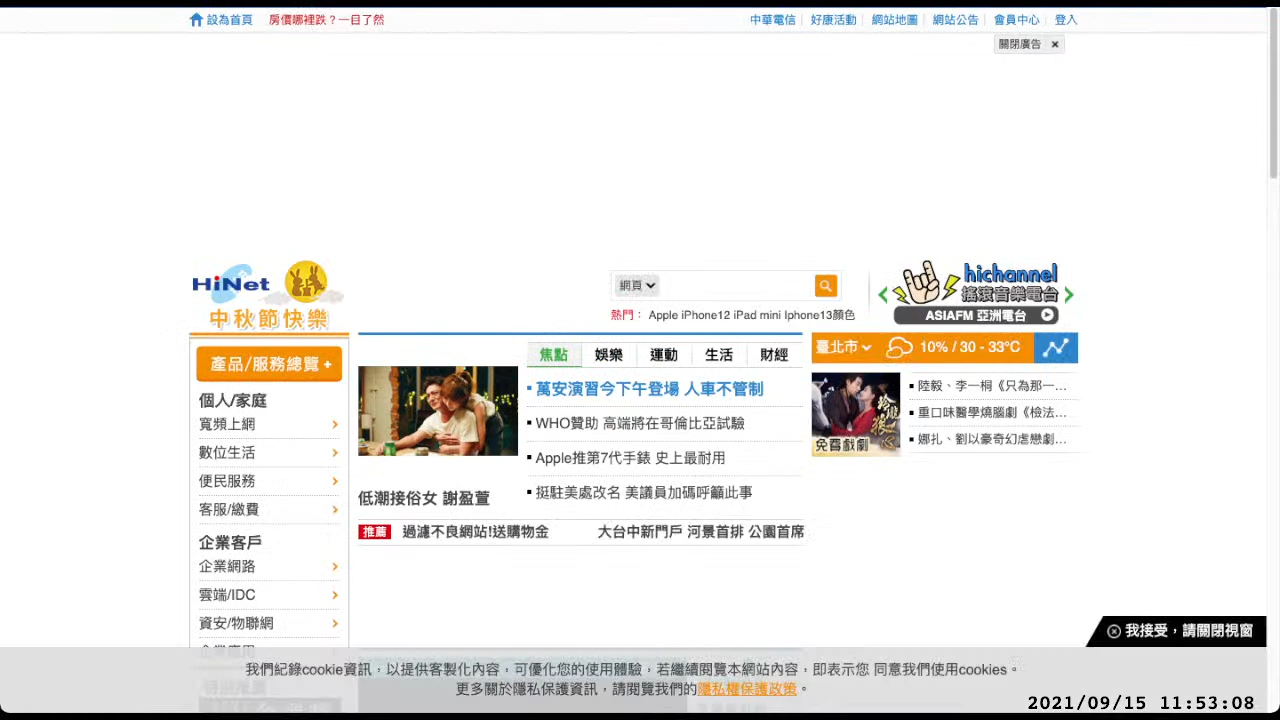 設為首頁 房價哪裡跌？一目了然 中華電信 好康活動 網站地圖 網站公告 會員中心 登入
關閉廣告 ×
HiNet
中秋節快樂
網頁
熱門： Apple iPhone12 iPad mini Iphone13顏色
hichannel
搖滾音樂電台
ASIAFM 亞洲電台
產品/服務總覽 +
個人/家庭
寬頻上網
數位生活
便民服務
客服/繳費
企業客戶
企業網路
雲端/IDC
資安/物聯網
焦點 娛樂 運動 生活 財經
萬安演習今下午登場 人車不管制
WHO贊助 高端將在哥倫比亞試驗
Apple推第7代手錶 史上最耐用
挺駐美處改名 美議員加碼呼籲此事
低潮接俗女 謝盈萱
推薦 過濾不良網站!送購物金 大台中新門戶 河景首排 公園首席
臺北市 10% / 30 - 33°C
免費戲劇
陸毅、李一桐《只為那一...
重口味醫學燒腦劇《檢法...
娜扎、劉以豪奇幻虐戀劇...
我接受，請關閉視窗
我們紀錄cookie資訊，以提供客製化內容，可優化您的使用體驗，若繼續閱覽本網站內容，即表示您 同意我們使用cookies。
更多關於隱私保護資訊，請閱覽我們的隱私權保護政策。
2021/09/15 11:53:08